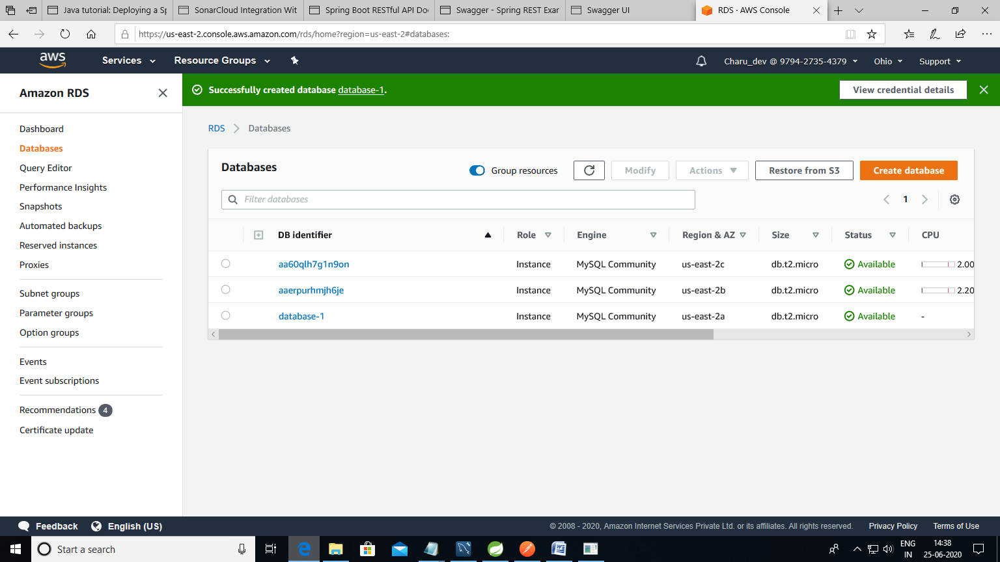 Java tutorial: Deploying a Sp
SonarCloud Integration Wit
Spring Boot RESTful API Doc
Swagger - Spring REST Exam
Swagger UI
RDS · AWS Console
https://us-east-2.console.aws.amazon.com/rds/home?region=us-east-2#databases:
aws
Services
Resource Groups
Charu_dev @ 9794-2735-4379
Ohio
Support
Amazon RDS
Successfully created database database-1.
View credential details
Dashboard
Databases
Query Editor
Performance Insights
Snapshots
Automated backups
Reserved instances
Proxies
Subnet groups
Parameter groups
Option groups
Events
Event subscriptions
Recommendations 4
Certificate update
RDS > Databases
Databases
Group resources
Modify
Actions
Restore from S3
Create database
Filter databases
1
DB identifier Role Engine Region & AZ Size Status CPU
aa60qlh7g1n9on Instance MySQL Community us-east-2c db.t2.micro Available 2.00
aaerpurhmjh6je Instance MySQL Community us-east-2b db.t2.micro Available 2.20
database-1 Instance MySQL Community us-east-2a db.t2.micro Available -
Feedback
English (US)
© 2008 - 2020, Amazon Internet Services Private Ltd. or its affiliates. All rights reserved.
Privacy Policy
Terms of Use
Start a search
ENG
IN
14:38
25-06-2020